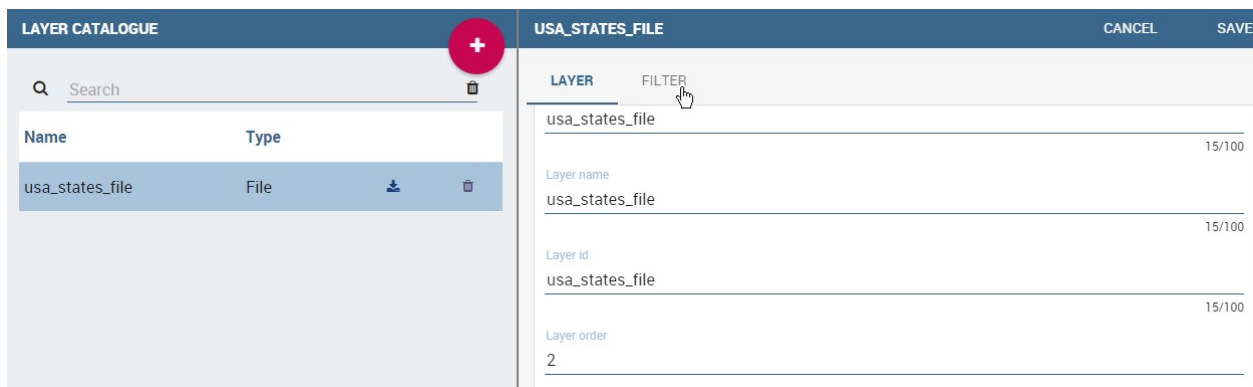 LAYER CATALOGUE
+
Search
Name Type
usa_states_file File
USA_STATES_FILE CANCEL SAVE
LAYER FILTER
usa_states_file
15/100
Layer name
usa_states_file
15/100
Layer id
usa_states_file
15/100
Layer order
2